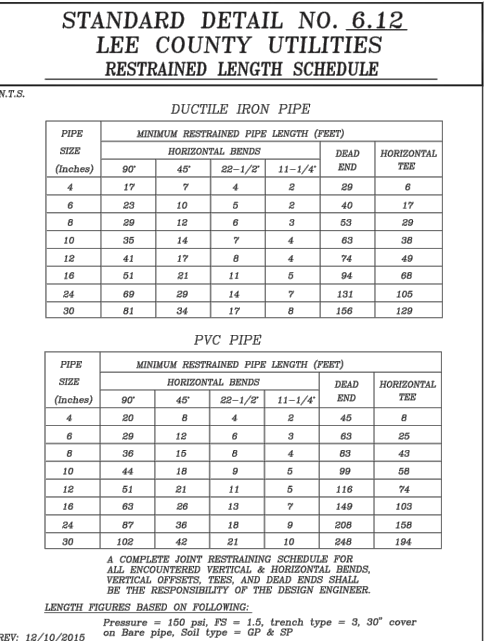 STANDARD DETAIL NO. 6.12
LEE COUNTY UTILITIES
RESTRAINED LENGTH SCHEDULE
N.T.S.
DUCTILE IRON PIPE
PIPE SIZE (Inches) MINIMUM RESTRAINED PIPE LENGTH (FEET)
HORIZONTAL BENDS DEAD END HORIZONTAL TEE
90° 45° 22-1/2° 11-1/4°
4 17 7 4 2 29 6
6 23 10 5 2 40 17
8 29 12 6 3 53 29
10 35 14 7 4 63 38
12 41 17 8 4 74 49
16 51 21 11 5 94 68
24 69 29 14 7 131 105
30 81 34 17 8 156 129
PVC PIPE
PIPE SIZE (Inches) MINIMUM RESTRAINED PIPE LENGTH (FEET)
HORIZONTAL BENDS DEAD END HORIZONTAL TEE
90° 45° 22-1/2° 11-1/4°
4 20 8 4 2 45 8
6 29 12 6 3 63 25
8 36 15 8 4 83 43
10 44 18 9 5 99 58
12 51 21 11 5 116 74
16 63 26 13 7 149 103
24 87 36 18 9 208 158
30 102 42 21 10 248 194
A COMPLETE JOINT RESTRAINING SCHEDULE FOR
ALL ENCOUNTERED VERTICAL & HORIZONTAL BENDS,
VERTICAL OFFSETS, TEES, AND DEAD ENDS SHALL
BE THE RESPONSIBILITY OF THE DESIGN ENGINEER.
LENGTH FIGURES BASED ON FOLLOWING:
Pressure = 150 psi, FS = 1.5, trench type = 3, 30" cover
on Bare pipe, Soil type = GP & SP
REV: 12/10/2015